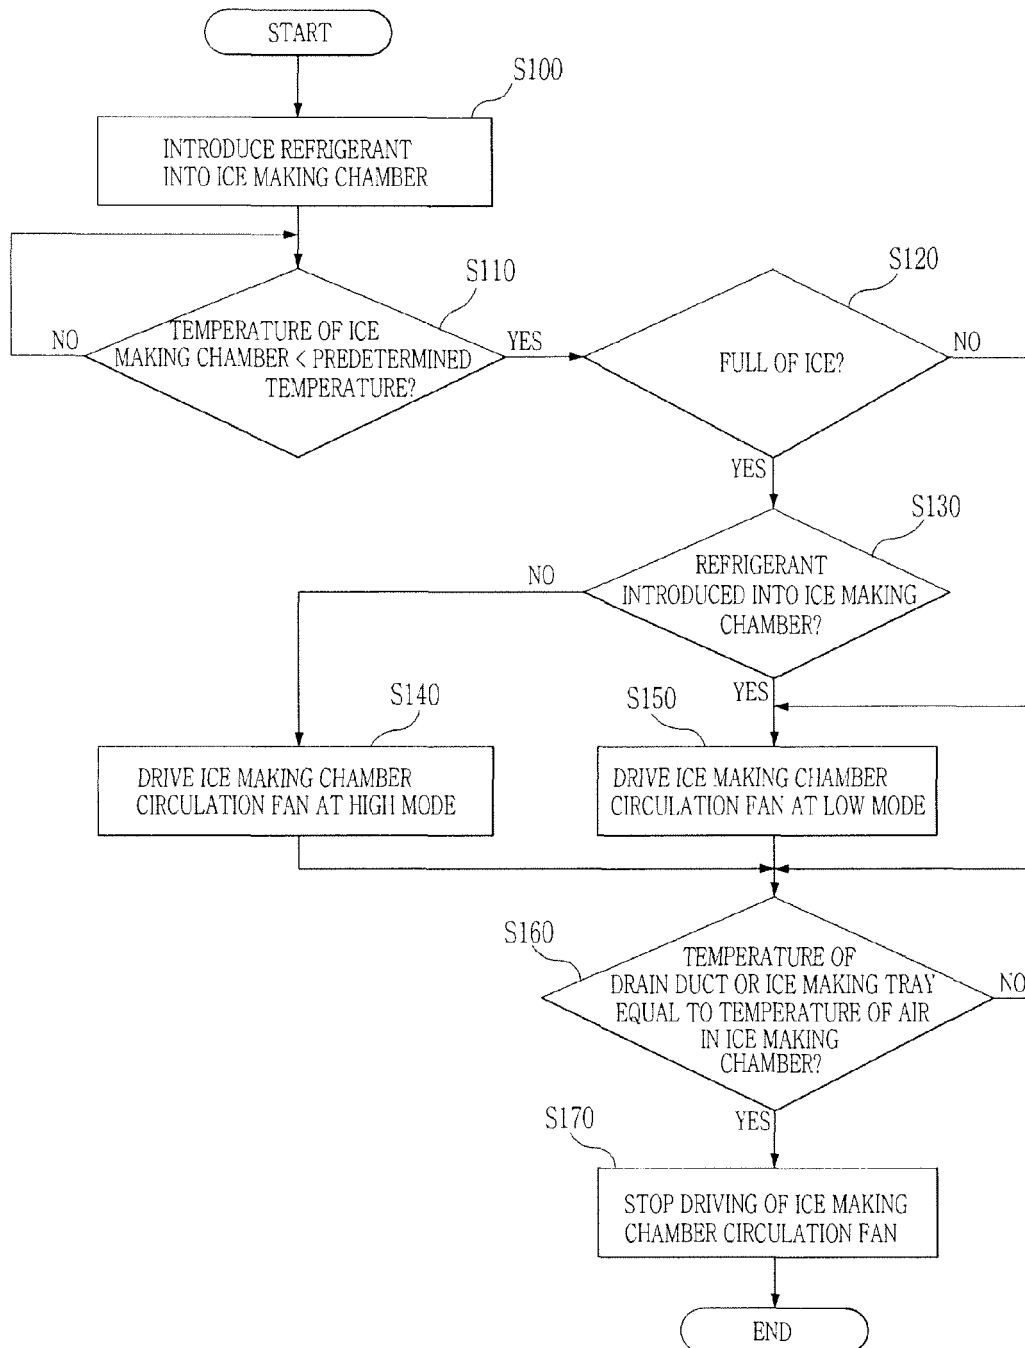 START
S100
INTRODUCE REFRIGERANT
INTO ICE MAKING CHAMBER
S110
TEMPERATURE OF ICE
MAKING CHAMBER < PREDETERMINED
TEMPERATURE?
NO
YES
S120
FULL OF ICE?
NO
YES
S130
REFRIGERANT
INTRODUCED INTO ICE MAKING
CHAMBER?
NO
YES
S140
DRIVE ICE MAKING CHAMBER
CIRCULATION FAN AT HIGH MODE
S150
DRIVE ICE MAKING CHAMBER
CIRCULATION FAN AT LOW MODE
S160
TEMPERATURE OF
DRAIN DUCT OR ICE MAKING TRAY
EQUAL TO TEMPERATURE OF AIR
IN ICE MAKING
CHAMBER?
NO
YES
S170
STOP DRIVING OF ICE MAKING
CHAMBER CIRCULATION FAN
END